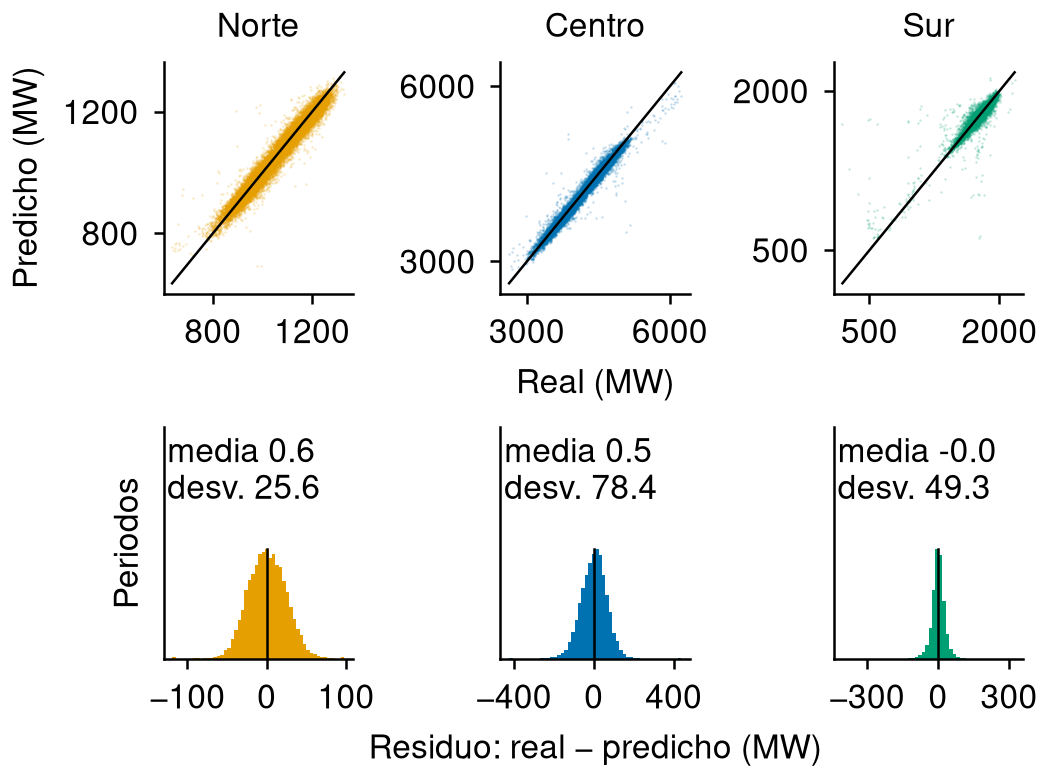 Norte
Centro
Sur
Predicho (MW)
1200
800
800
1200
6000
3000
3000
6000
2000
500
500
2000
Real (MW)
Periodos
media 0.6
desv. 25.6
−100
0
100
media 0.5
desv. 78.4
−400
0
400
media -0.0
desv. 49.3
−300
0
300
Residuo: real − predicho (MW)